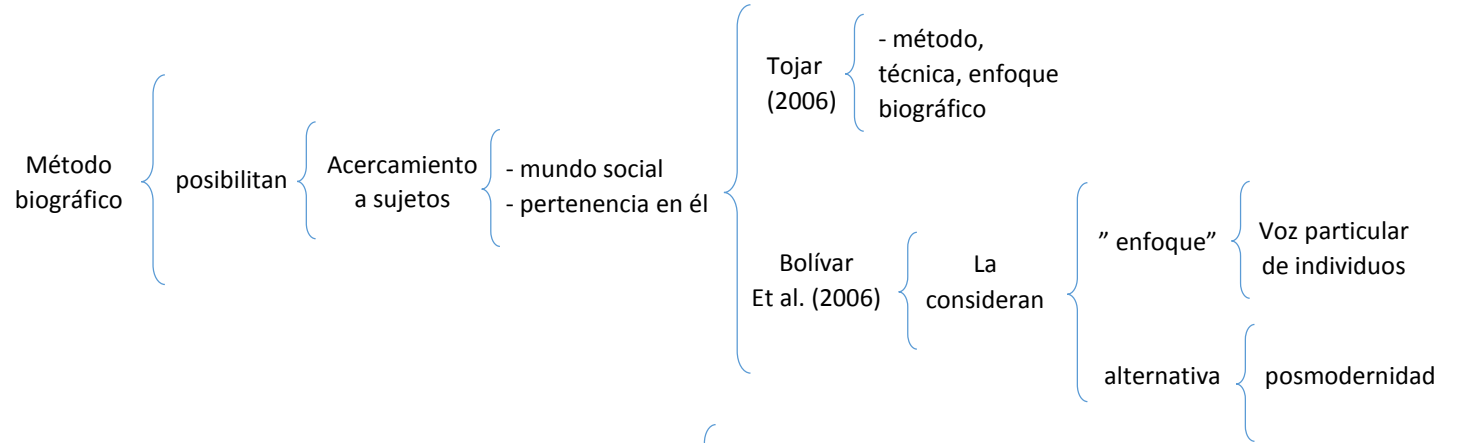 Método
biográfico
posibilitan
Acercamiento
a sujetos
- mundo social
- pertenencia en él
Tojar
(2006)
- método,
técnica, enfoque
biográfico
Bolívar
Et al. (2006)
La
consideran
” enfoque”
Voz particular
de individuos
alternativa
posmodernidad